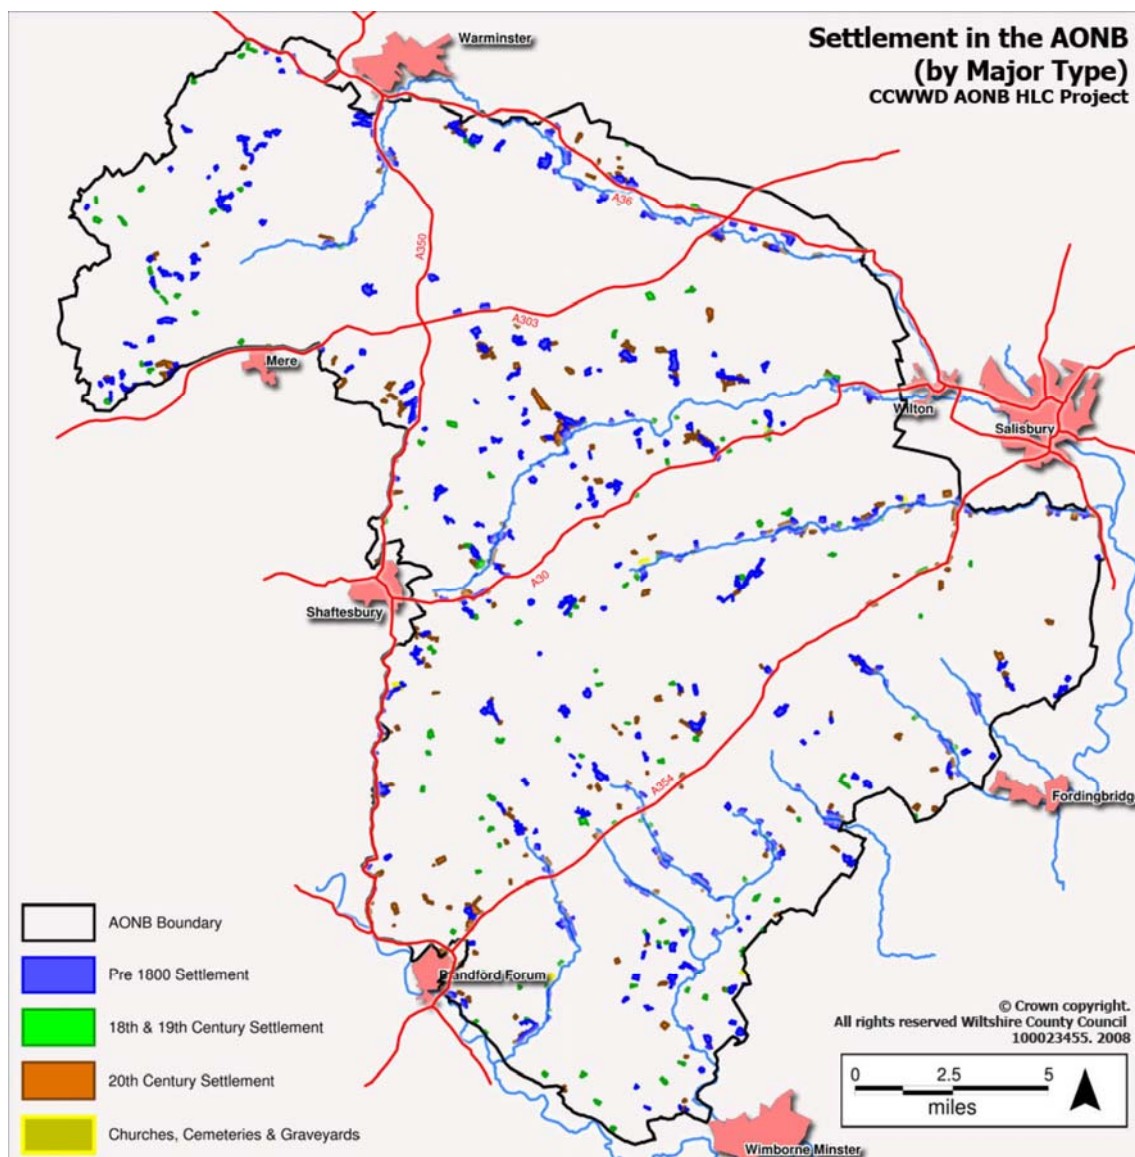 Settlement in the AONB
(by Major Type)
CCWWD AONB HLC Project
Warminster
A36
A350
A303
Mere
Wilton
Salisbury
A30
Shaftesbury
A354
Fordingbridge
Blandford Forum
Wimborne Minster
AONB Boundary
Pre 1800 Settlement
18th & 19th Century Settlement
20th Century Settlement
Churches, Cemeteries & Graveyards
© Crown copyright.
All rights reserved Wiltshire County Council
100023455. 2008
0 2.5 5
miles